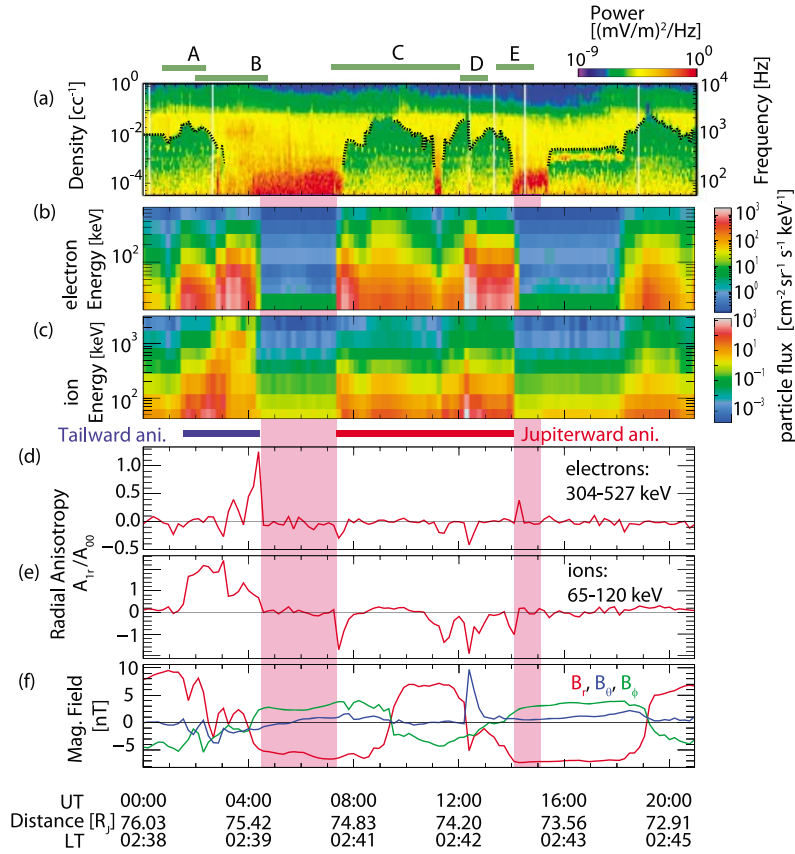 Power
[(mV/m)²/Hz]
10⁻⁹ 10⁰
A B C D E
(a)
Density [cc⁻¹]
10⁰
10⁻²
10⁻⁴
10⁴
10³
10²
Frequency [Hz]
(b)
electron
Energy [keV]
10²
10³
10²
10¹
10⁰
10⁻¹
10⁻²
(c)
ion
Energy [keV]
10³
10²
10³
10¹
10⁻¹
10⁻³
particle flux [cm⁻² sr⁻¹ s⁻¹ keV⁻¹]
Tailward ani.
Jupiterward ani.
(d)
1.0
0.5
0.0
−0.5
electrons:
304–527 keV
Radial Anisotropy
A₁ᵣ/A₀₀
(e)
2
1
0
−1
ions:
65-120 keV
(f)
Mag. Field
[nT]
10
5
0
−5
Bᵣ, B_θ, B_ϕ
UT 00:00 04:00 08:00 12:00 16:00 20:00
Distance [R_J] 76.03 75.42 74.83 74.20 73.56 72.91
LT 02:38 02:39 02:41 02:42 02:43 02:45